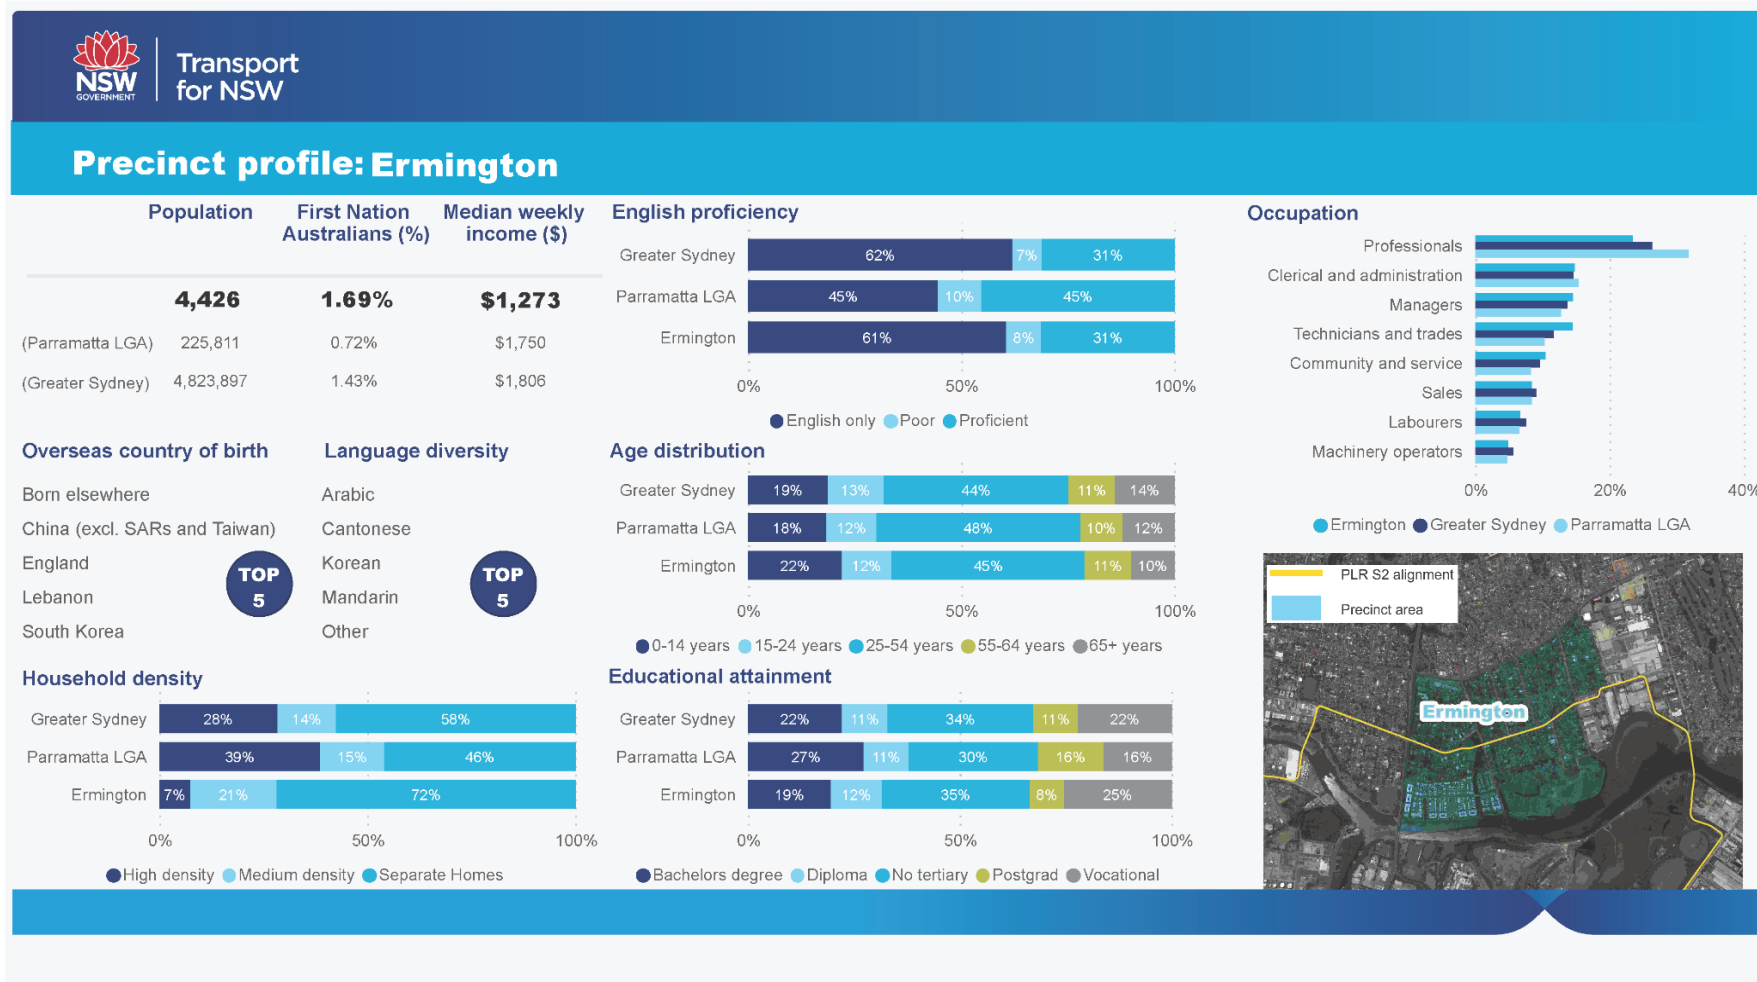 NSW
GOVERNMENT
Transport
for NSW
Precinct profile: Ermington
Population
First Nation
Australians (%)
Median weekly
income ($)
4,426 1.69% $1,273
(Parramatta LGA) 225,811 0.72% $1,750
(Greater Sydney) 4,823,897 1.43% $1,806
Overseas country of birth
Born elsewhere
China (excl. SARs and Taiwan)
England
Lebanon
South Korea
TOP
5
Language diversity
Arabic
Cantonese
Korean
Mandarin
Other
TOP
5
Household density
Greater Sydney 28% 14% 58%
Parramatta LGA 39% 15% 46%
Ermington 7% 21% 72%
0% 50% 100%
High density Medium density Separate Homes
English proficiency
Greater Sydney 62% 7% 31%
Parramatta LGA 45% 10% 45%
Ermington 61% 8% 31%
0% 50% 100%
English only Poor Proficient
Age distribution
Greater Sydney 19% 13% 44% 11% 14%
Parramatta LGA 18% 12% 48% 10% 12%
Ermington 22% 12% 45% 11% 10%
0% 50% 100%
0-14 years 15-24 years 25-54 years 55-64 years 65+ years
Educational attainment
Greater Sydney 22% 11% 34% 11% 22%
Parramatta LGA 27% 11% 30% 16% 16%
Ermington 19% 12% 35% 8% 25%
0% 50% 100%
Bachelors degree Diploma No tertiary Postgrad Vocational
Occupation
Professionals
Clerical and administration
Managers
Technicians and trades
Community and service
Sales
Labourers
Machinery operators
0% 20% 40%
Ermington Greater Sydney Parramatta LGA
PLR S2 alignment
Precinct area
Ermington